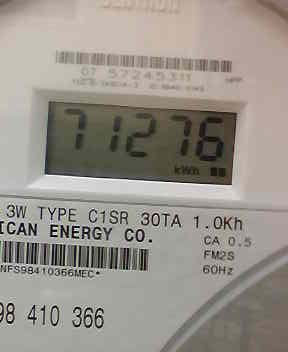 07 57245311
71276
kWh
3W TYPE C1SR 30TA 1.0Kh
ICAN ENERGY CO.
CA 0.5
FM2S
60Hz
NFS98410366MEC*
98 410 366